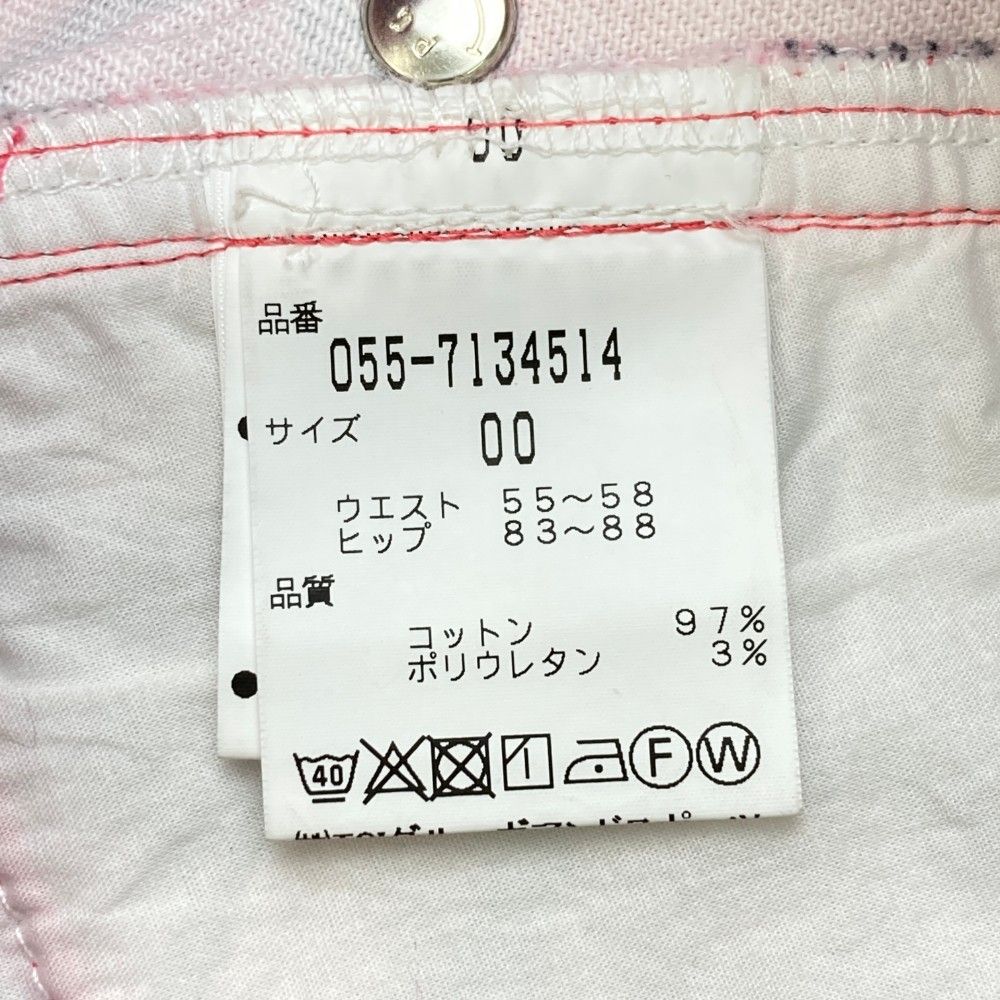 00
品番
055-7134514
サイズ 00
ウエスト 55～58
ヒップ 83～88
品質
コットン 97%
ポリウレタン 3%
40 F W